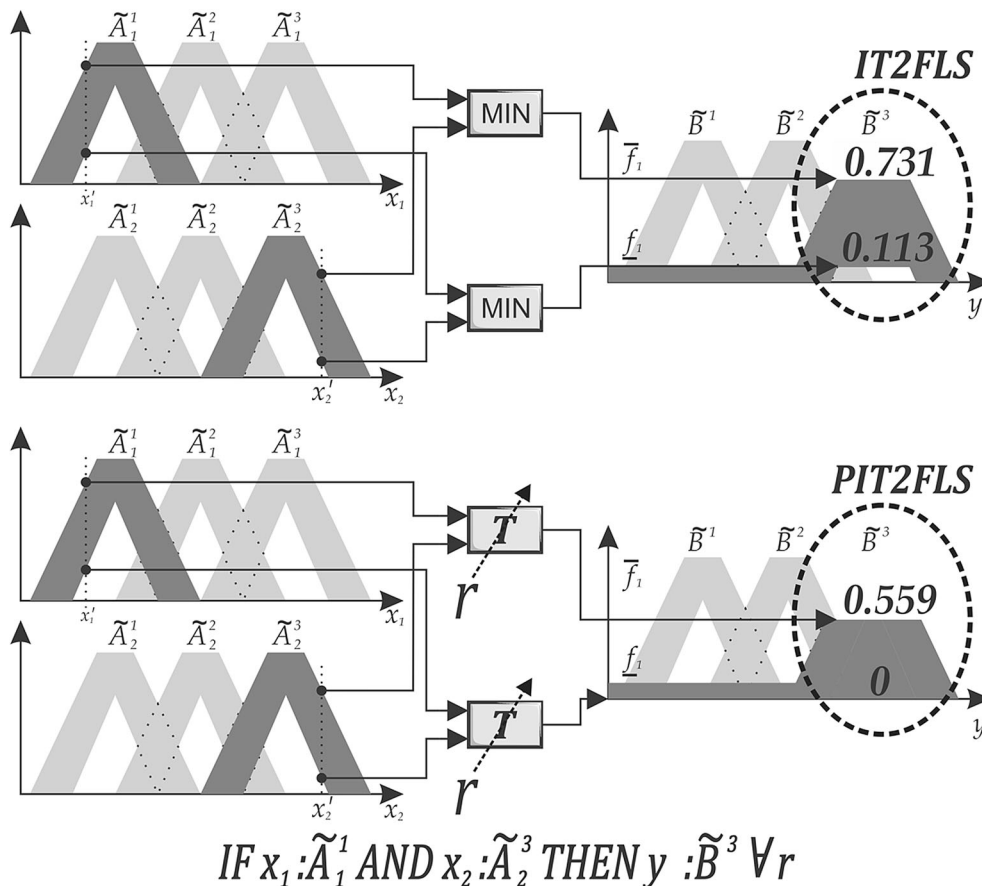 Ã₁¹ Ã₁² Ã₁³
IT2FLS
MIN
B̃¹ B̃² B̃³
f̅₁ 0.731
x₁′ x₁
Ã₂¹ Ã₂² Ã₂³
f̲₁ 0.113
MIN
y
x₂′ x₂
Ã₁¹ Ã₁² Ã₁³
PIT2FLS
T
B̃¹ B̃² B̃³
r
f̅₁ 0.559
x₁′ x₁
Ã₂¹ Ã₂² Ã₂³
f̲₁ 0
T
y
r
x₂′ x₂
IF x₁:Ã₁¹ AND x₂:Ã₂³ THEN y :B̃³ ∀ r